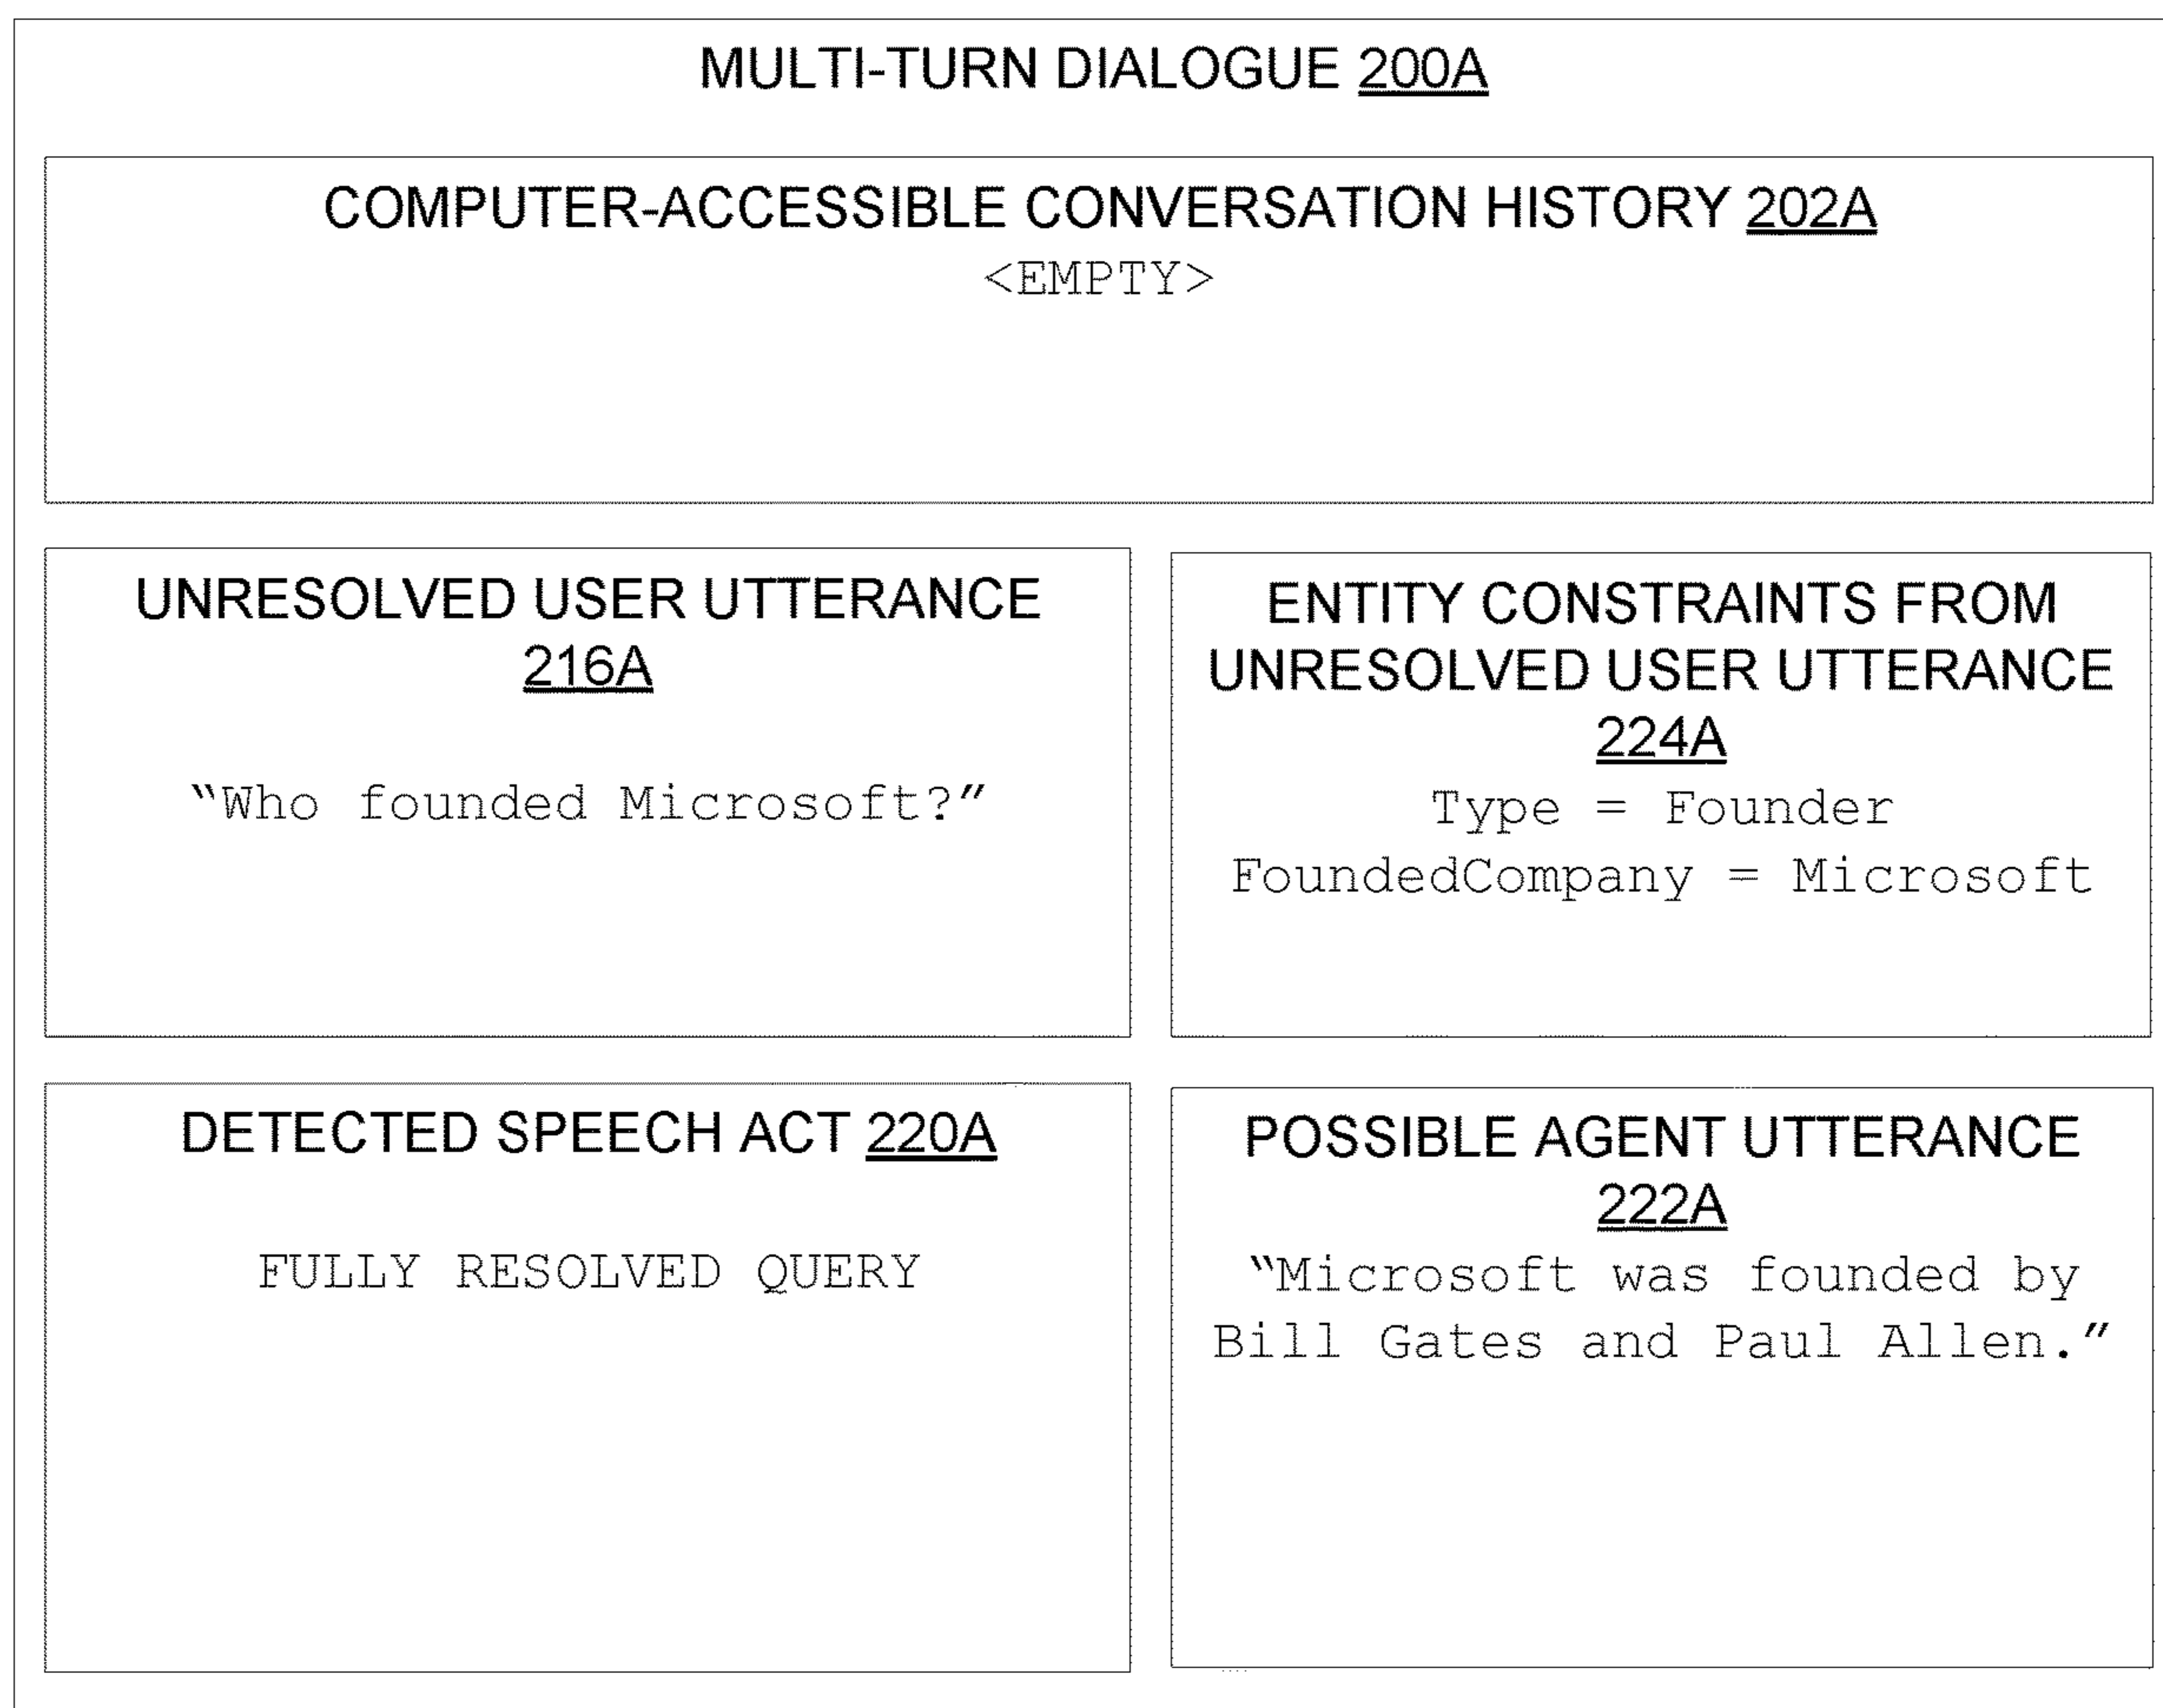 MULTI-TURN DIALOGUE 200A
COMPUTER-ACCESSIBLE CONVERSATION HISTORY 202A
<EMPTY>
UNRESOLVED USER UTTERANCE
216A
“Who founded Microsoft?”
ENTITY CONSTRAINTS FROM
UNRESOLVED USER UTTERANCE
224A
Type = Founder
FoundedCompany = Microsoft
DETECTED SPEECH ACT 220A
FULLY RESOLVED QUERY
POSSIBLE AGENT UTTERANCE
222A
“Microsoft was founded by
Bill Gates and Paul Allen.”